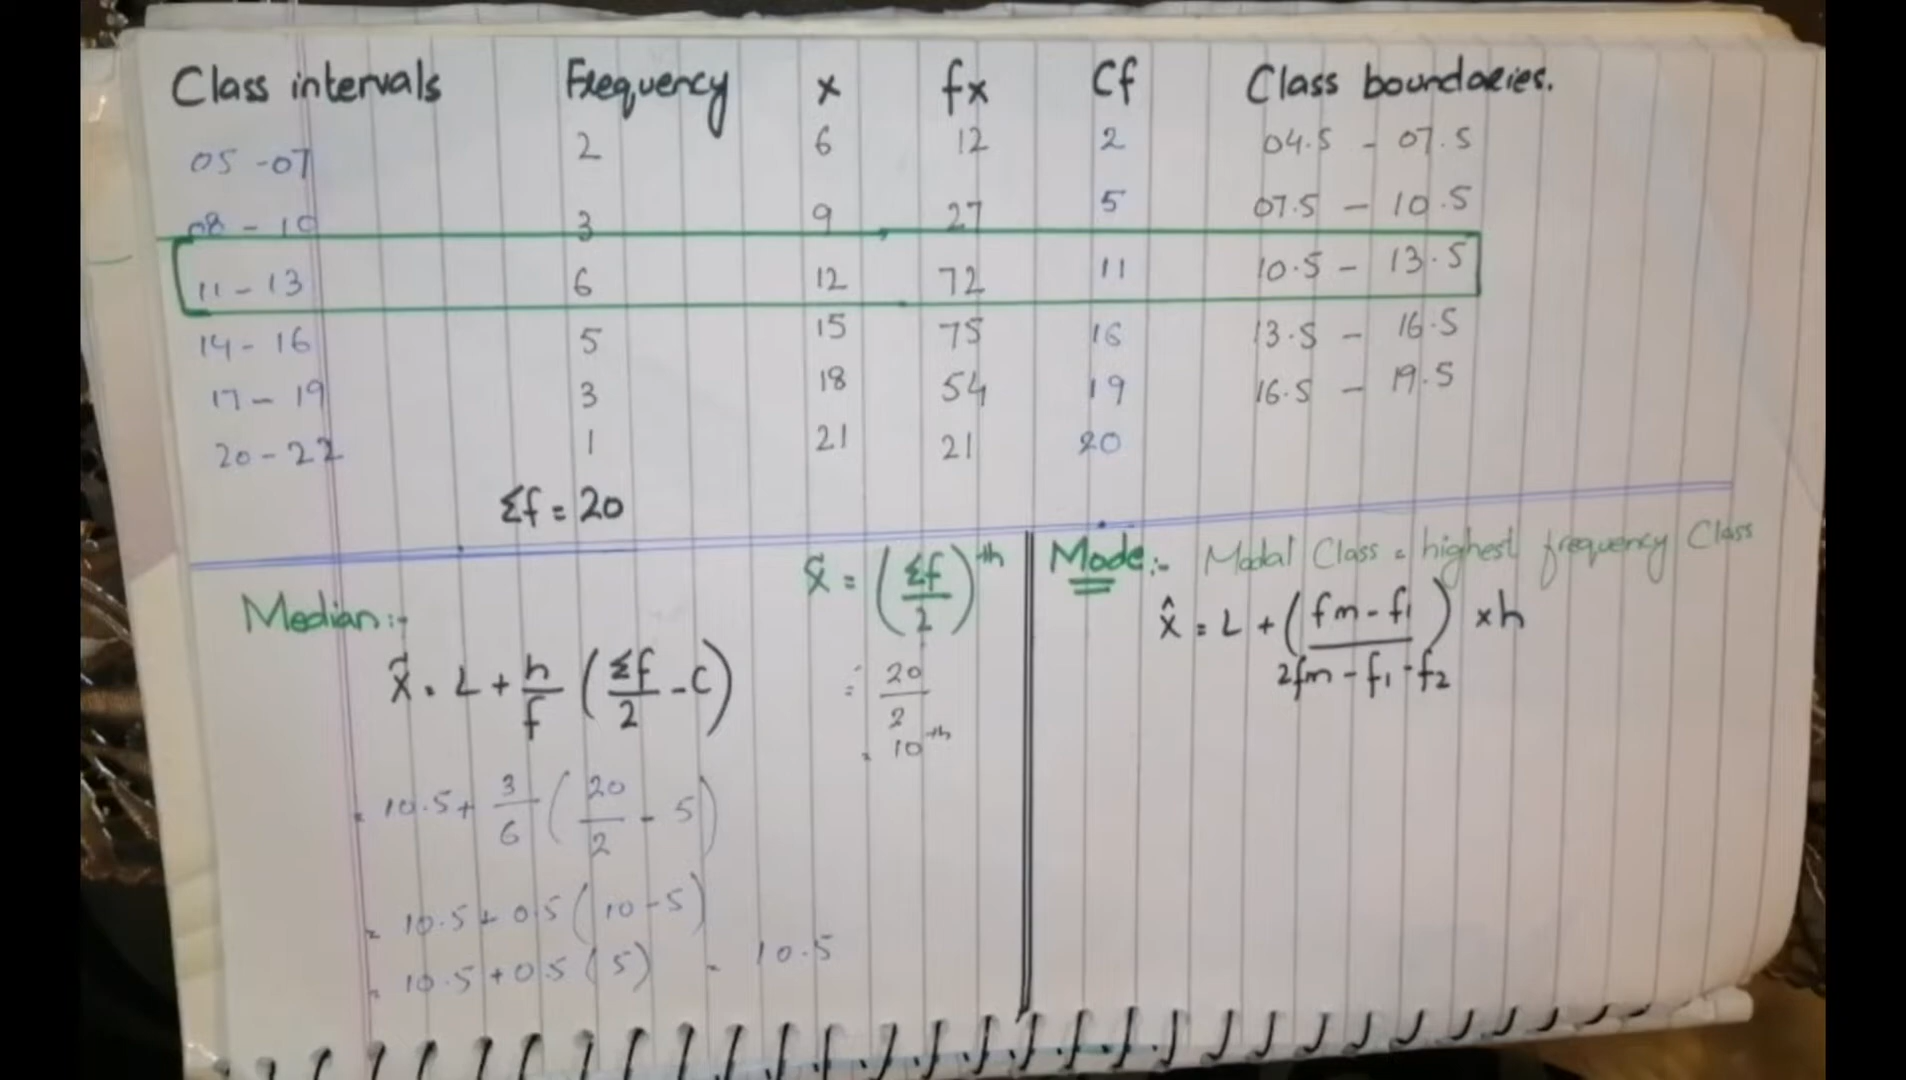 Class intervals Frequency x fx Cf Class boundaries.
05 - 07 2 6 12 2 04.5 - 07.5
08 - 10 3 9 27 5 07.5 - 10.5
11 - 13 6 12 72 11 10.5 - 13.5
14 - 16 5 15 75 16 13.5 - 16.5
17 - 19 3 18 54 19 16.5 - 19.5
20 - 22 1 21 21 20
Σf = 20
Median:-
x̃ = (Σf/2)th
x̃ = L + h/f (Σf/2 - C)
= 20/2
= 10th
= 10.5 + 3/6 (20/2 - 5)
= 10.5 + 0.5 (10 - 5)
= 10.5 + 0.5 (5) = 10.5
Mode:- Modal Class = highest frequency Class
x̂ = L + (fm - f1 / 2fm - f1 - f2) x h